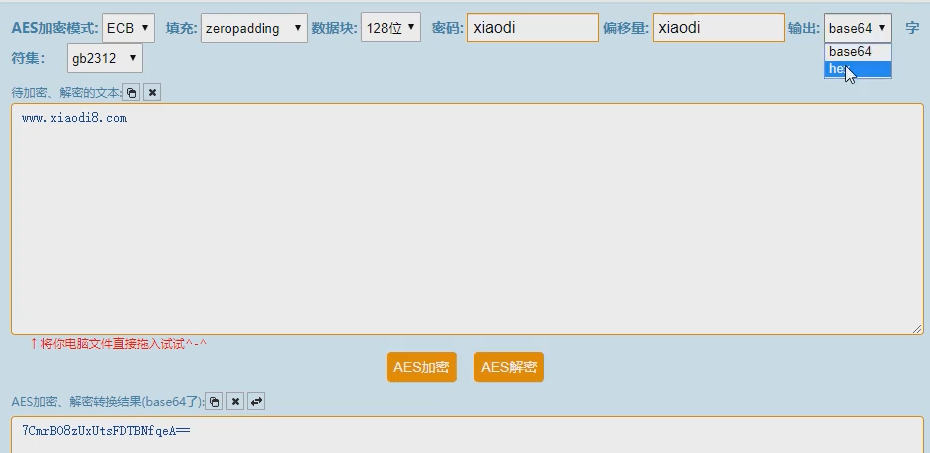 AES加密模式: ECB 填充: zeropadding 数据块: 128位 密码: xiaodi 偏移量: xiaodi 输出: base64 字
符集: gb2312 base64
待加密、解密的文本:
www.xiaodi8.com
↑将你电脑文件直接拖入试试^-^
AES加密 AES解密
AES加密、解密转换结果(base64了):
7CmrBO8zUxUtsFDTBNfqeA==